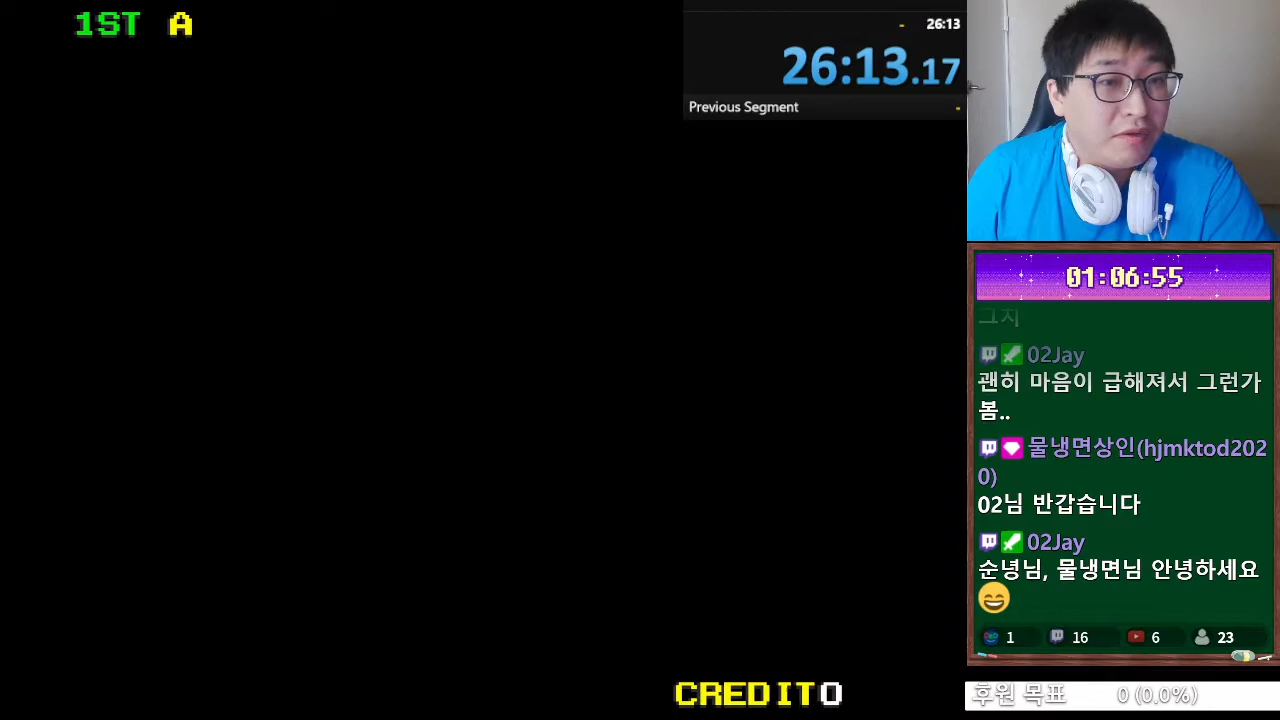 1ST A
- 26:13
26:13.17
Previous Segment -
01:06:55
그치
02Jay
괜히 마음이 급해져서 그런가
봄..
물냉면상인(hjmktod202
0)
02님 반갑습니다
02Jay
순녕님, 물냉면님 안녕하세요
1 16 6 23
CREDIT0
후원 목표 0 (0.0%)